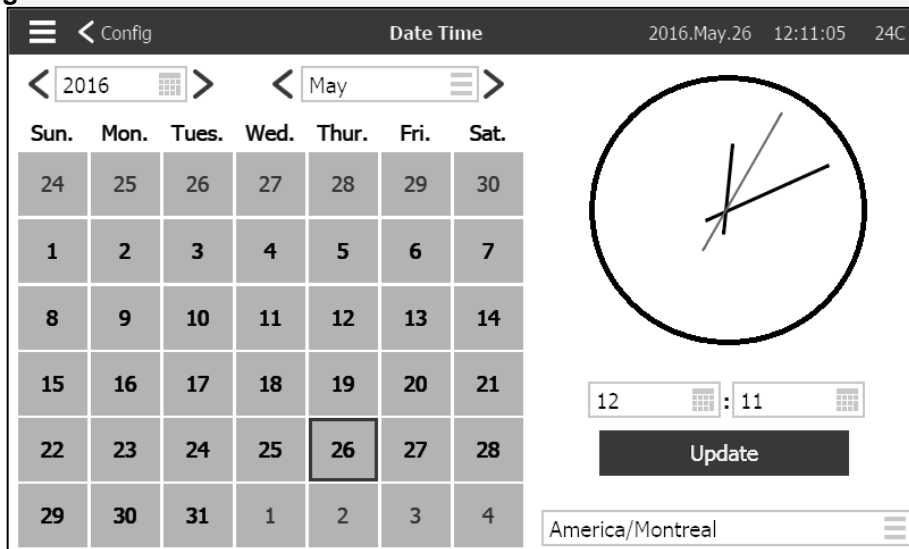 Config Date Time 2016.May.26 12:11:05 24C
2016 May
Sun. Mon. Tues. Wed. Thur. Fri. Sat.
24 25 26 27 28 29 30
1 2 3 4 5 6 7
8 9 10 11 12 13 14
15 16 17 18 19 20 21
22 23 24 25 26 27 28
29 30 31 1 2 3 4
12 : 11
Update
America/Montreal